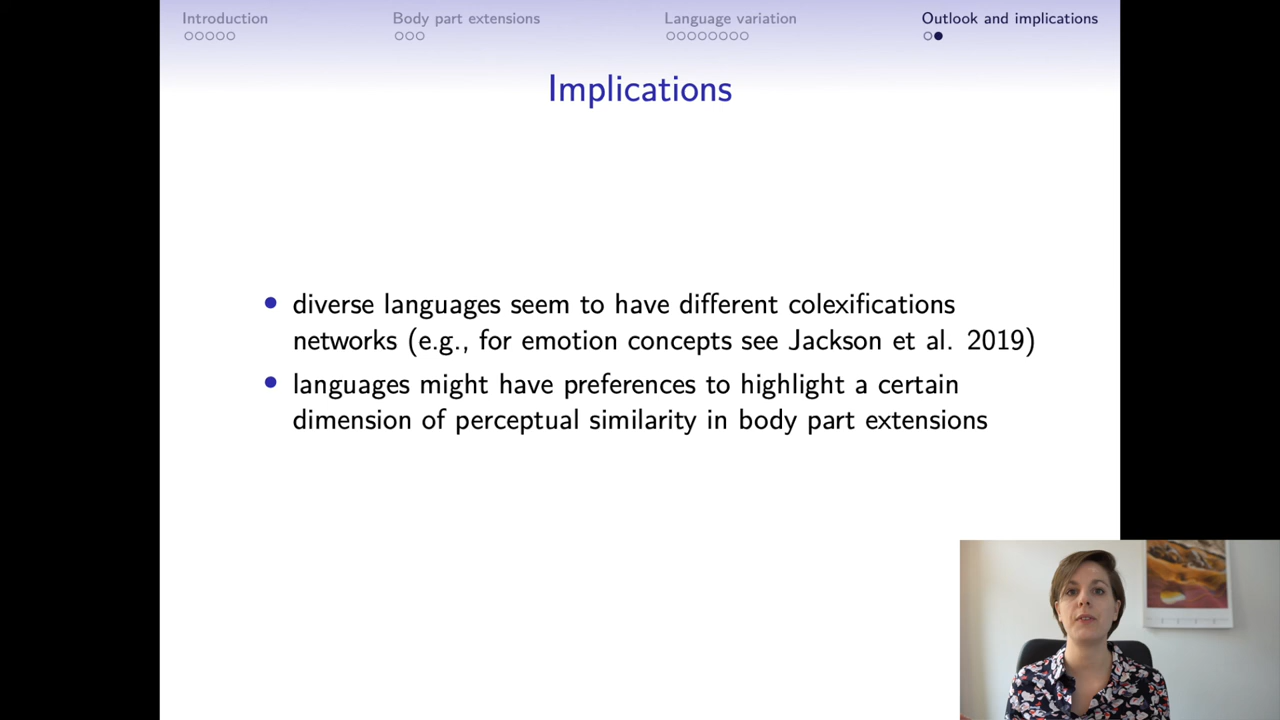 Introduction
Body part extensions
Language variation
Outlook and implications
Implications
diverse languages seem to have different colexifications
networks (e.g., for emotion concepts see Jackson et al. 2019)
languages might have preferences to highlight a certain
dimension of perceptual similarity in body part extensions